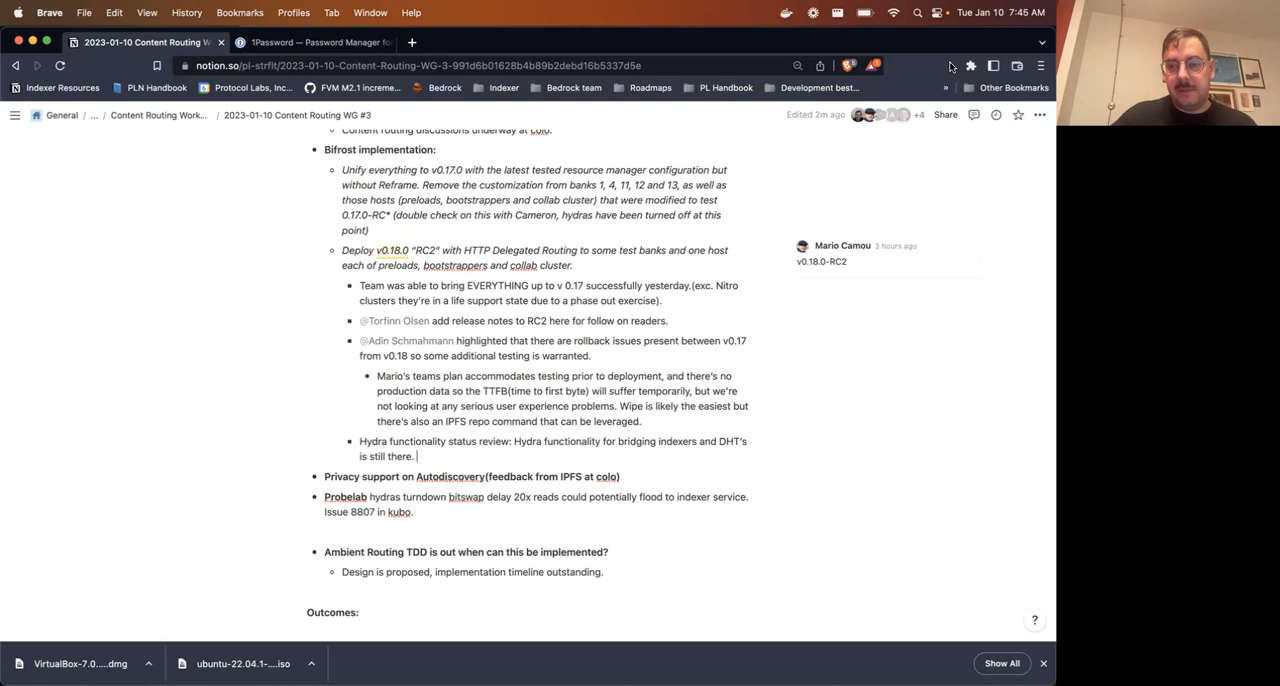 Brave File Edit View History Bookmarks Profiles Tab Window Help Tue Jan 10 7:45 AM
2023-01-10 Content Routing W 1Password — Password Manager fo
notion.so/pl-strflt/2023-01-10-Content-Routing-WG-3-991d6b01628b4b89b2debd16b5337d5e
Indexer Resources PLN Handbook Protocol Labs, Inc... FVM M2.1 increme... Bedrock Indexer Bedrock team Roadmaps PL Handbook Development best... » Other Bookmarks
General / ... / Content Routing Work... / 2023-01-10 Content Routing WG #3 Edited 2m ago +4 Share
Content routing discussions underway at colo.
Bifrost implementation:
Unify everything to v0.17.0 with the latest tested resource manager configuration but
without Reframe. Remove the customization from banks 1, 4, 11, 12 and 13, as well as
those hosts (preloads, bootstrappers and collab cluster) that were modified to test
0.17.0-RC* (double check on this with Cameron, hydras have been turned off at this
point)
Deploy v0.18.0 “RC2” with HTTP Delegated Routing to some test banks and one host
each of preloads, bootstrappers and collab cluster.
Mario Camou 3 hours ago
v0.18.0-RC2
Team was able to bring EVERYTHING up to v 0.17 successfully yesterday.(exc. Nitro
clusters they’re in a life support state due to a phase out exercise).
@Torfinn Olsen add release notes to RC2 here for follow on readers.
@Adin Schmahmann highlighted that there are rollback issues present between v0.17
from v0.18 so some additional testing is warranted.
Mario’s teams plan accommodates testing prior to deployment, and there’s no
production data so the TTFB(time to first byte) will suffer temporarily, but we’re
not looking at any serious user experience problems. Wipe is likely the easiest but
there’s also an IPFS repo command that can be leveraged.
Hydra functionality status review: Hydra functionality for bridging indexers and DHT’s
is still there.
Privacy support on Autodiscovery(feedback from IPFS at colo)
Probelab hydras turndown bitswap delay 20x reads could potentially flood to indexer service.
Issue 8807 in kubo.
Ambient Routing TDD is out when can this be implemented?
Design is proposed, implementation timeline outstanding.
Outcomes:
?
VirtualBox-7.0.....dmg ubuntu-22.04.1-....iso Show All